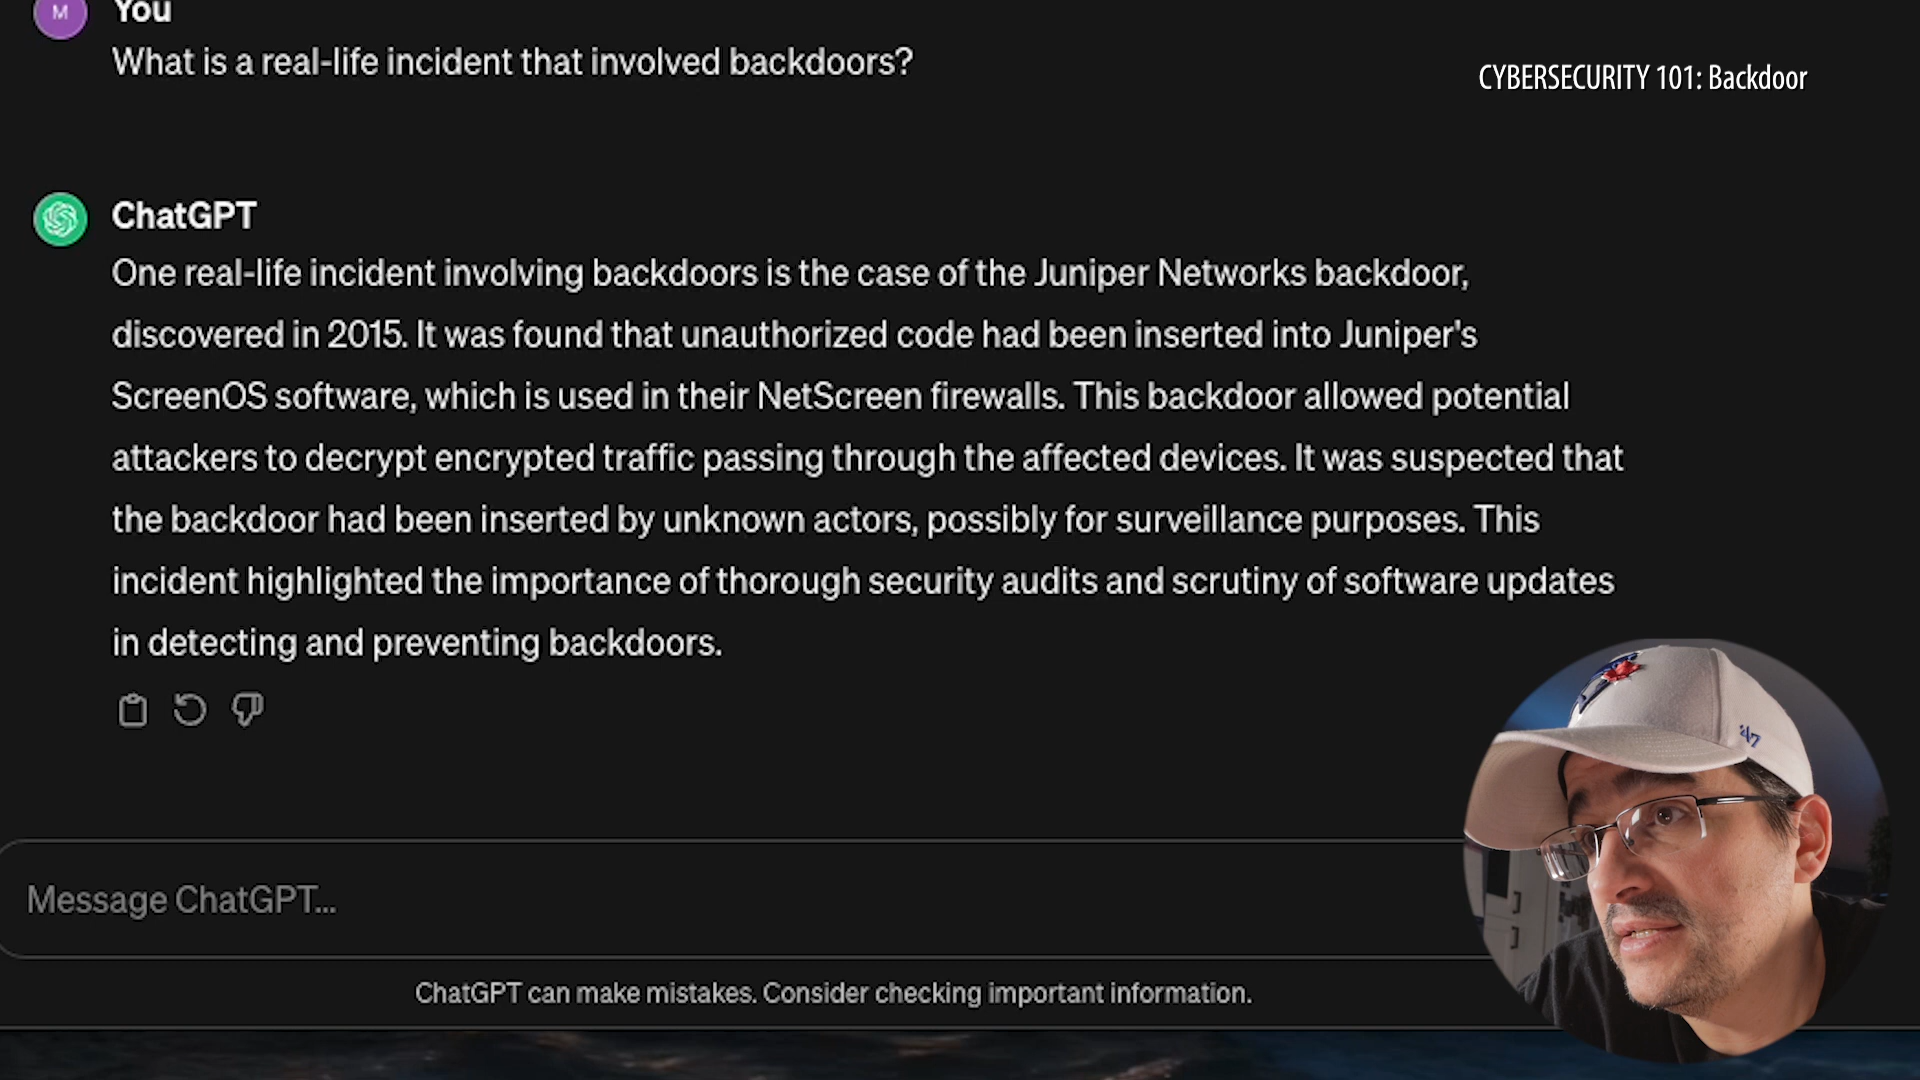 M
You
What is a real-life incident that involved backdoors?
CYBERSECURITY 101: Backdoor
ChatGPT
One real-life incident involving backdoors is the case of the Juniper Networks backdoor,
discovered in 2015. It was found that unauthorized code had been inserted into Juniper's
ScreenOS software, which is used in their NetScreen firewalls. This backdoor allowed potential
attackers to decrypt encrypted traffic passing through the affected devices. It was suspected that
the backdoor had been inserted by unknown actors, possibly for surveillance purposes. This
incident highlighted the importance of thorough security audits and scrutiny of software updates
in detecting and preventing backdoors.
'47
Message ChatGPT...
ChatGPT can make mistakes. Consider checking important information.